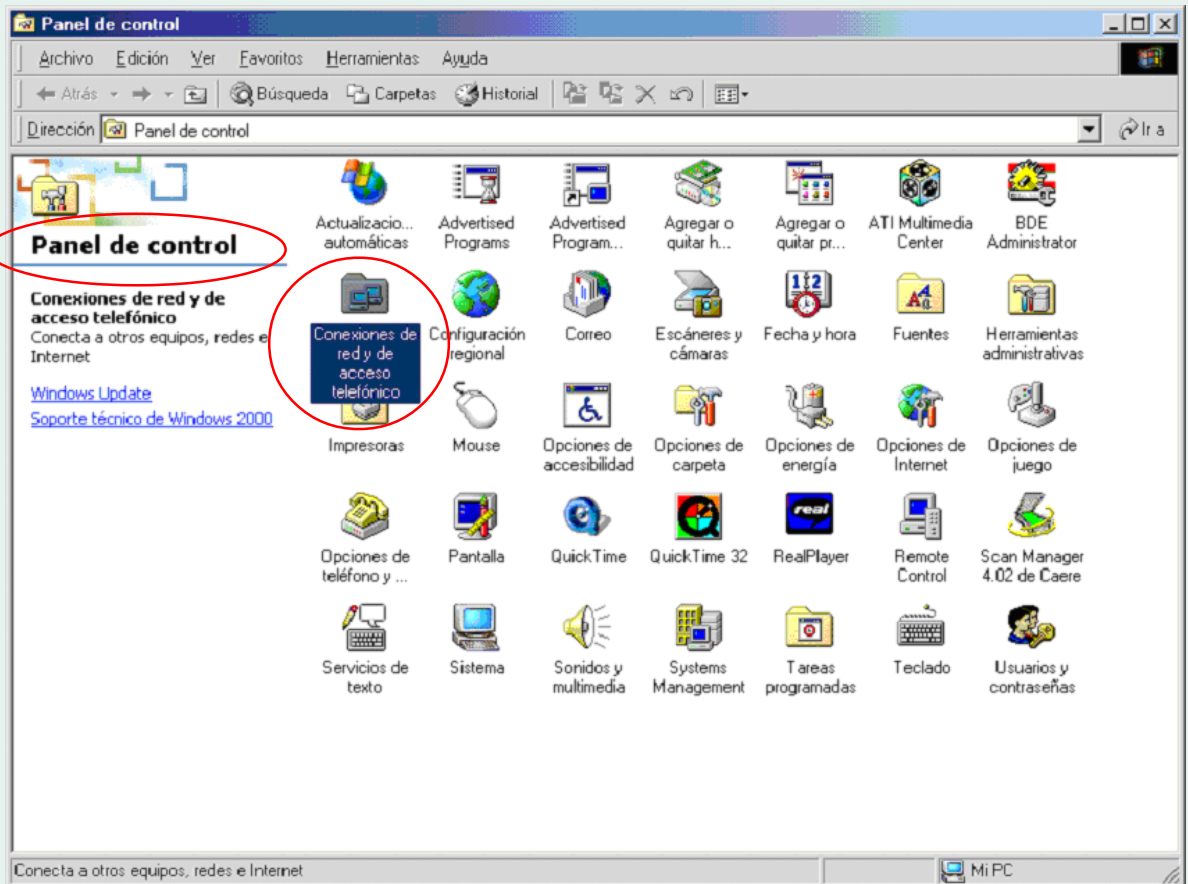 Panel de control
Archivo Edición Ver Favoritos Herramientas Ayuda
Atrás Búsqueda Carpetas Historial
Dirección Panel de control Ir a
Panel de control
Conexiones de red y de
acceso telefónico
Conecta a otros equipos, redes e
Internet
Windows Update
Soporte técnico de Windows 2000
Actualizacio...
automáticas
Advertised
Programs
Advertised
Program...
Agregar o
quitar h...
Agregar o
quitar pr...
ATI Multimedia
Center
BDE
Administrator
Conexiones de
red y de
acceso
telefónico
Configuración
regional
Correo
Escáneres y
cámaras
Fecha y hora
Fuentes
Herramientas
administrativas
Impresoras
Mouse
Opciones de
accesibilidad
Opciones de
carpeta
Opciones de
energía
Opciones de
Internet
Opciones de
juego
Opciones de
teléfono y ...
Pantalla
QuickTime
QuickTime 32
real
RealPlayer
Remote
Control
Scan Manager
4.02 de Caere
Servicios de
texto
Sistema
Sonidos y
multimedia
Systems
Management
Tareas
programadas
Teclado
Usuarios y
contraseñas
Conecta a otros equipos, redes e Internet
Mi PC